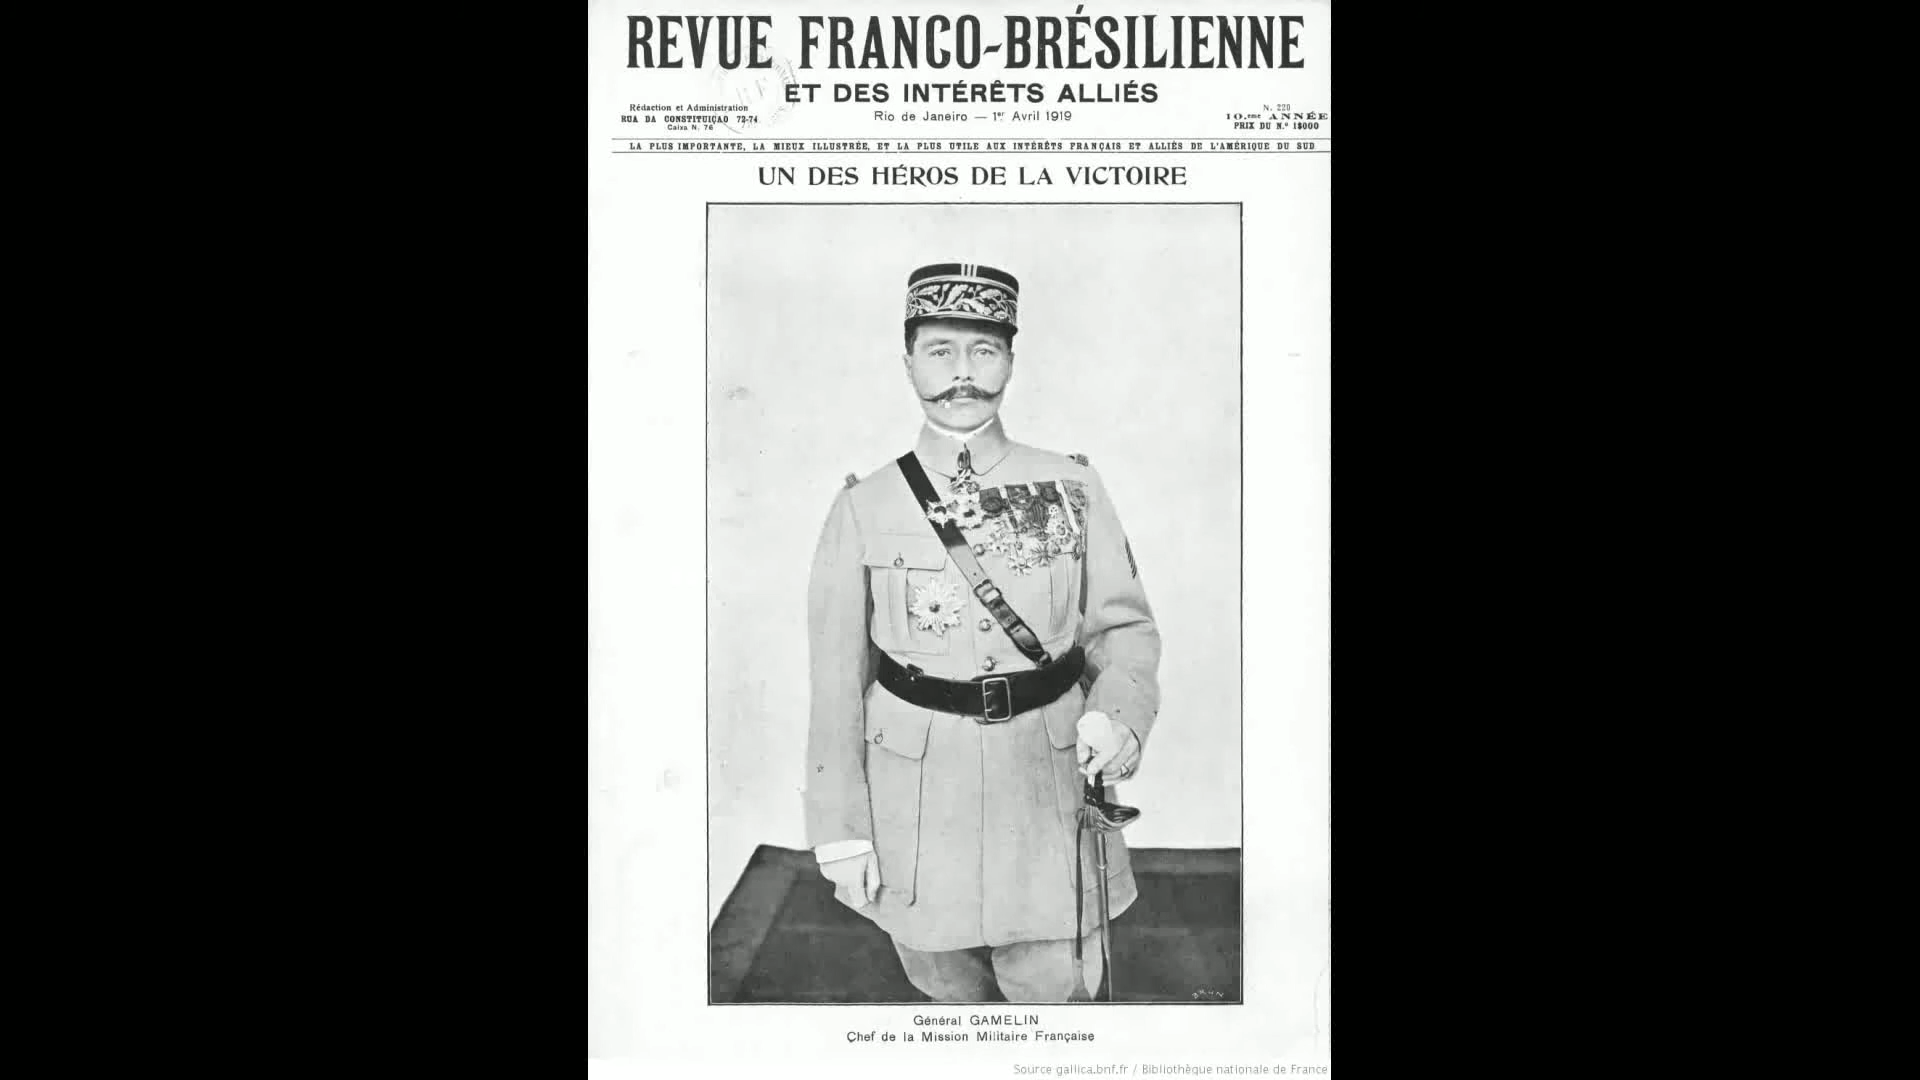 REVUE FRANCO-BRÉSILIENNE
ET DES INTÉRÊTS ALLIÉS
Rédaction et Administration
RUA DA CONSTITUIÇAO 72-74
Caixa N. 76
Rio de Janeiro — 1er Avril 1919
N. 220
10.me ANNÉE
PRIX DU N.º 1$000
LA PLUS IMPORTANTE, LA MIEUX ILLUSTRÉE, ET LA PLUS UTILE AUX INTÉRÊTS FRANÇAIS ET ALLIÉS DE L'AMÉRIQUE DU SUD
UN DES HÉROS DE LA VICTOIRE
BRUN
Général GAMELIN
Chef de la Mission Militaire Française
Source gallica.bnf.fr / Bibliothèque nationale de France